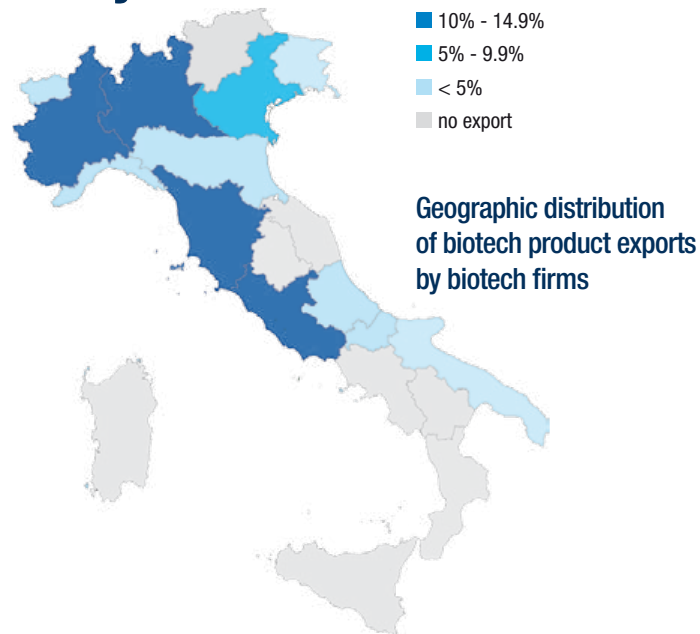 10% - 14.9%
5% - 9.9%
< 5%
no export
Geographic distribution
of biotech product exports
by biotech firms